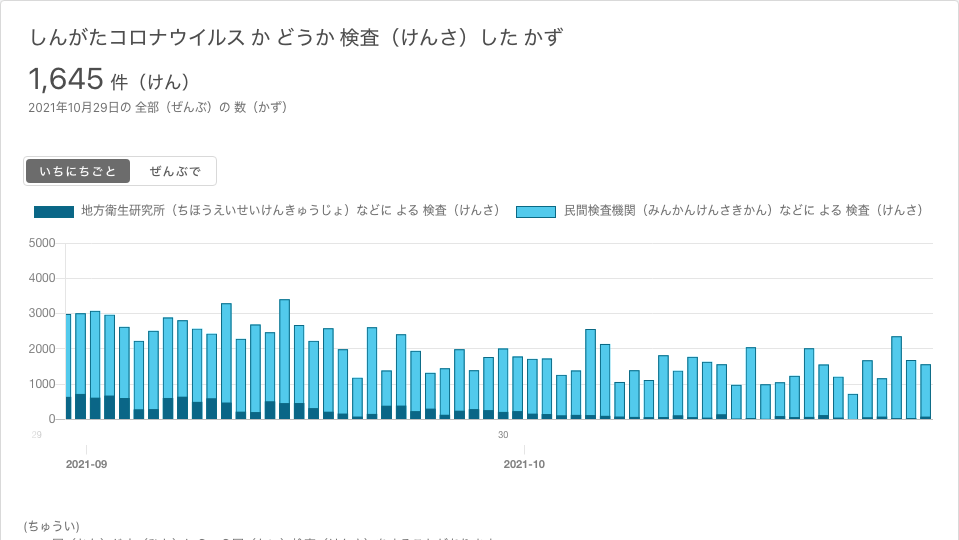 しんがたコロナウイルス か どうか 検査（けんさ）した かず
1,645 件（けん）
2021年10月29日の 全部（ぜんぶ）の 数（かず）
いちにちごと ぜんぶで
地方衛生研究所（ちほうえいせいけんきゅうじょ）などに よる 検査（けんさ） 民間検査機関（みんかんけんさきかん）などに よる 検査（けんさ）
5000
4000
3000
2000
1000
0
29 30
2021-09 2021-10
(ちゅうい)